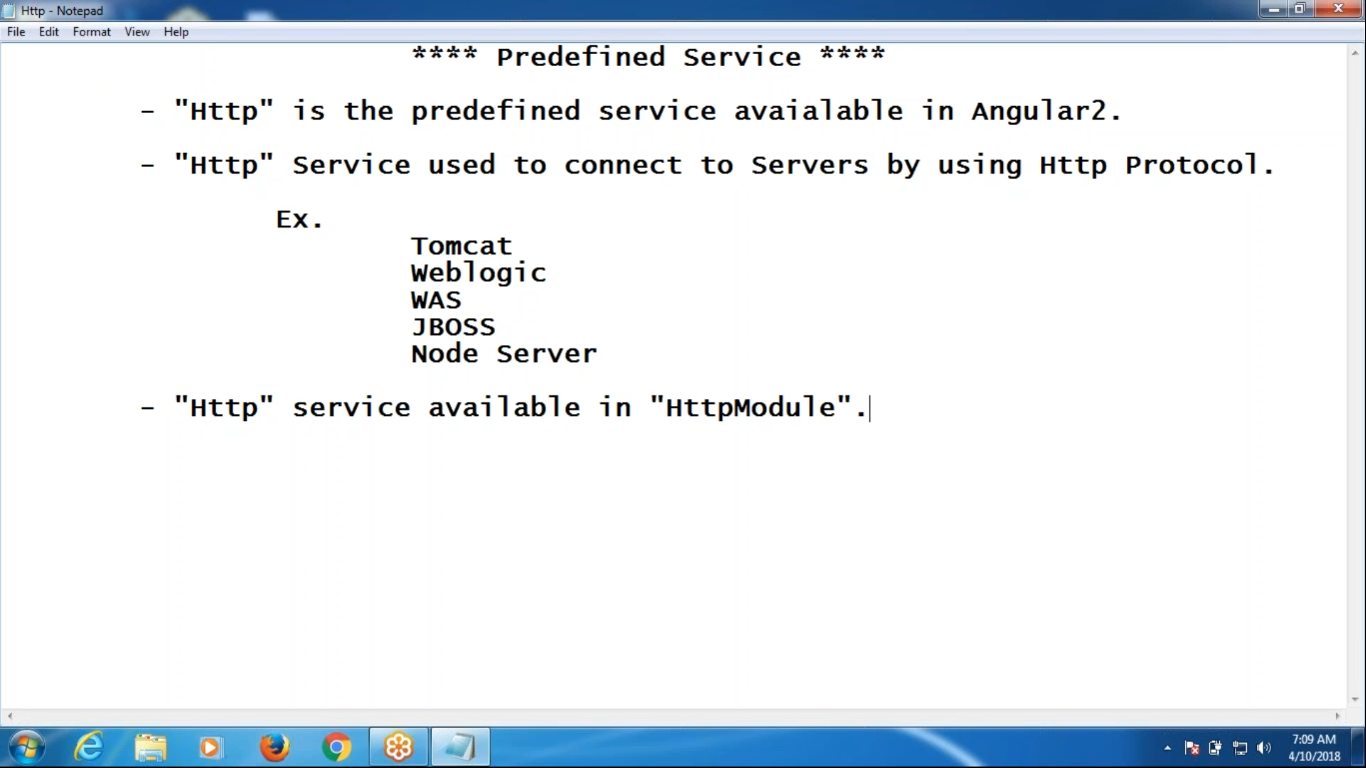 Http - Notepad
File Edit Format View Help
**** Predefined Service ****
- "Http" is the predefined service avaialable in Angular2.
- "Http" Service used to connect to Servers by using Http Protocol.
Ex.
Tomcat
Weblogic
WAS
JBOSS
Node Server
- "Http" service available in "HttpModule".
7:09 AM
4/10/2018